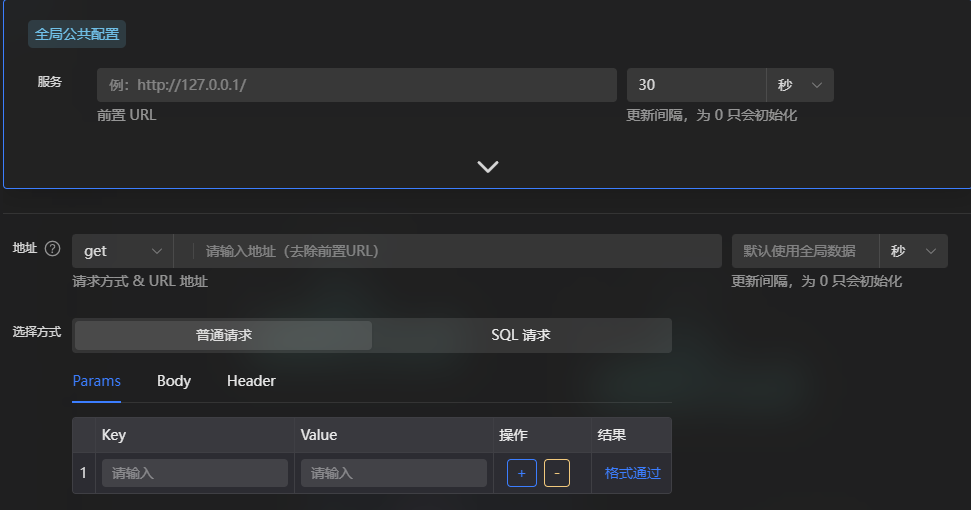 全局公共配置
服务 例：http://127.0.0.1/ 30 秒
前置 URL 更新间隔，为 0 只会初始化
地址 ? get 请输入地址（去除前置URL） 默认使用全局数据 秒
请求方式 & URL 地址 更新间隔，为 0 只会初始化
选择方式 普通请求 SQL 请求
Params Body Header
Key Value 操作 结果
1 请输入 请输入 + - 格式通过